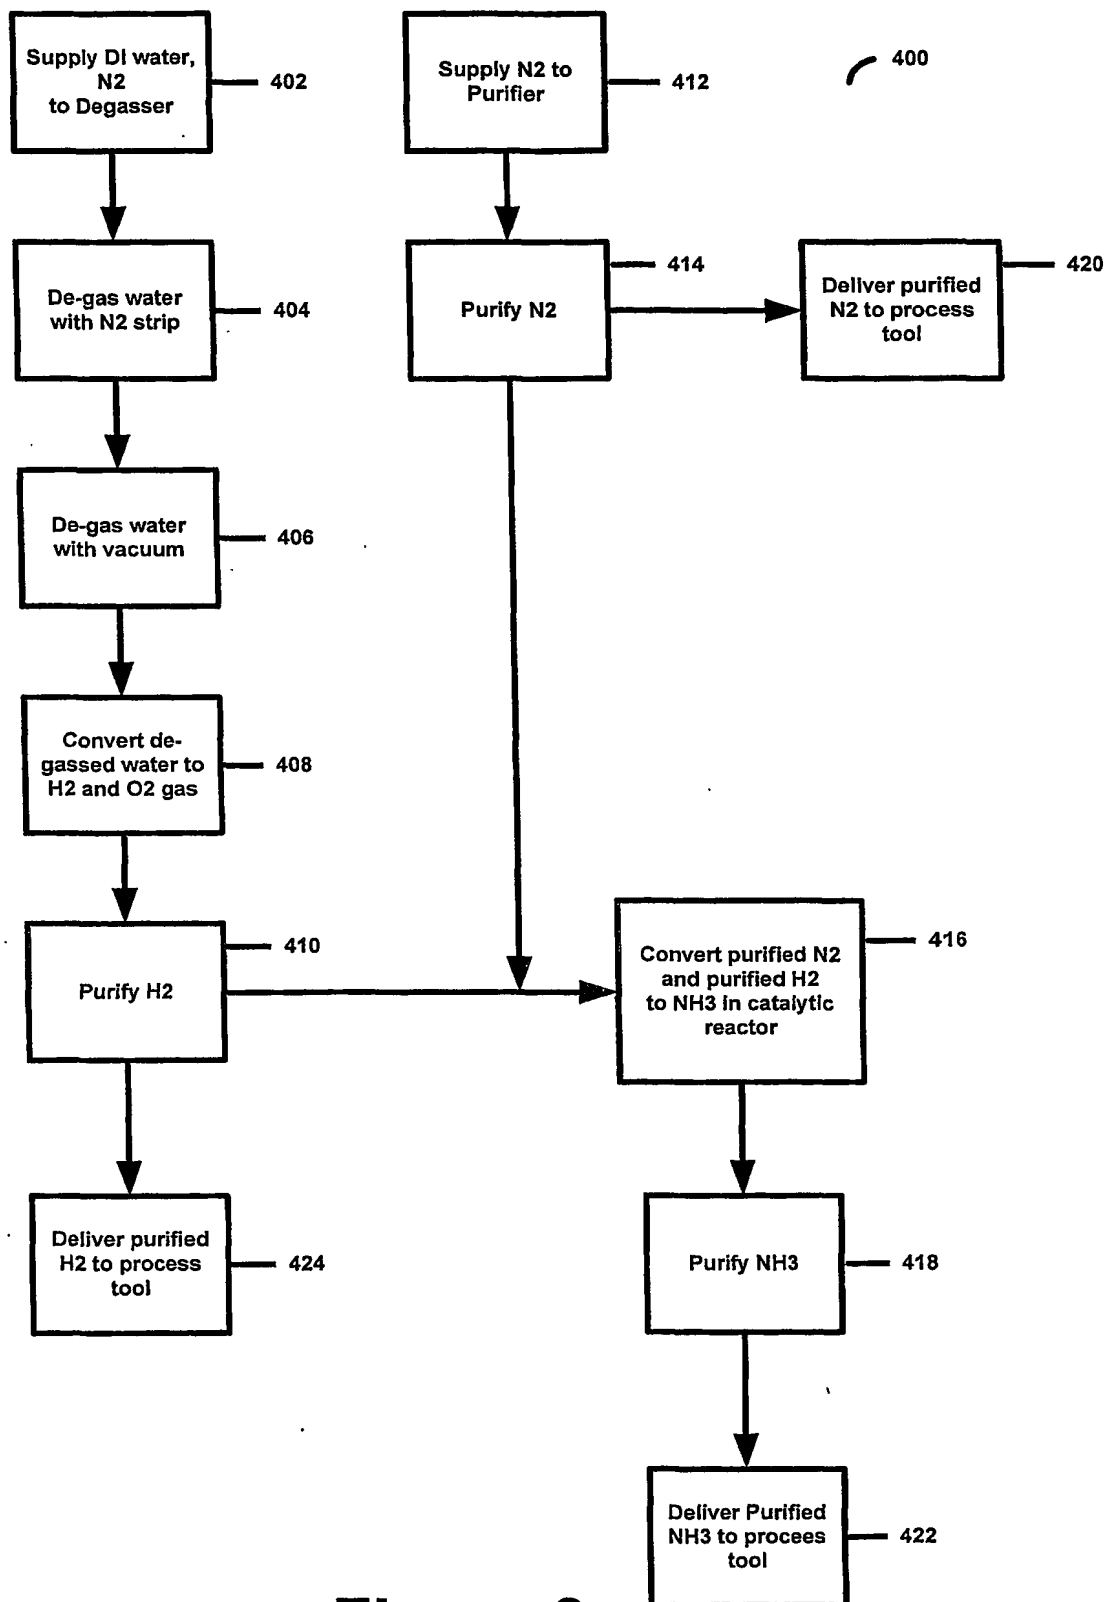 Supply DI water,
N2
to Degasser
402
Supply N2 to
Purifier
412
400
De-gas water
with N2 strip
404
Purify N2
414
Deliver purified
N2 to process
tool
420
De-gas water
with vacuum
406
Convert de-
gassed water to
H2 and O2 gas
408
Purify H2
410
Convert purified N2
and purified H2
to NH3 in catalytic
reactor
416
Deliver purified
H2 to process
tool
424
Purify NH3
418
Deliver Purified
NH3 to procees
tool
422